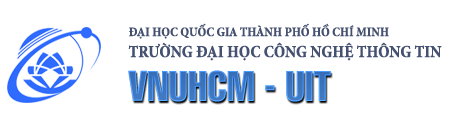 ĐẠI HỌC QUỐC GIA THÀNH PHỐ HỒ CHÍ MINH
TRƯỜNG ĐẠI HỌC CÔNG NGHỆ THÔNG TIN
VNUHCM - UIT